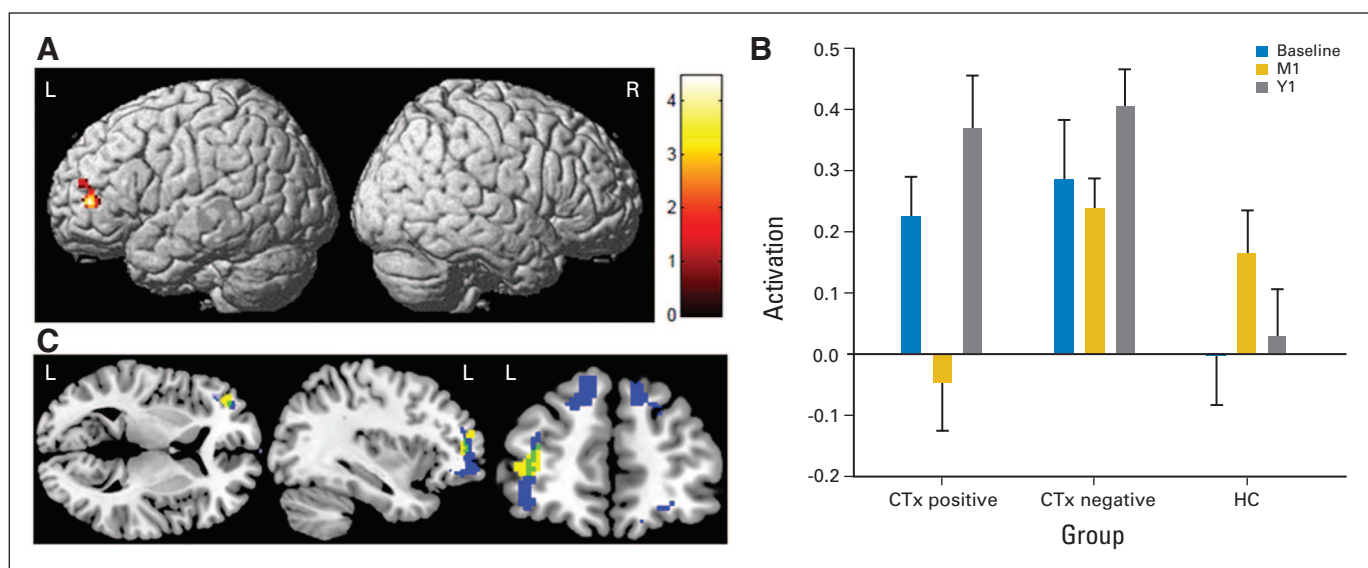 A
L
R
4
3
2
1
0
C
L
L
L
B
Activation
0.5
0.4
0.3
0.2
0.1
0.0
-0.1
-0.2
Baseline
M1
Y1
CTx positive
CTx negative
HC
Group